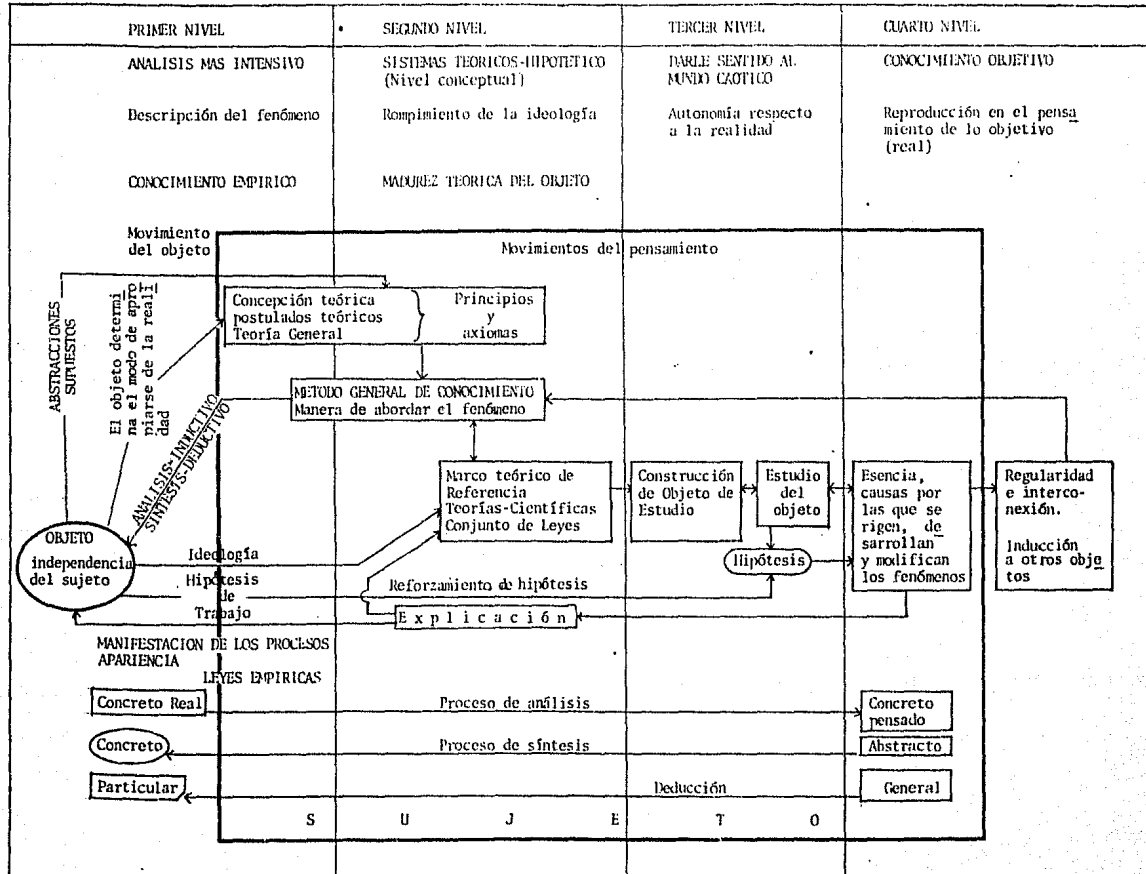 PRIMER NIVEL
SEGUNDO NIVEL
TERCER NIVEL
CUARTO NIVEL
ANALISIS MAS INTENSIVO
SISTEMAS TEORICOS-HIPOTETICO
(Nivel conceptual)
DARLE SENTIDO AL
MUNDO CAOTICO
CONOCIMIENTO OBJETIVO
Descripción del fenómeno
Rompimiento de la ideología
Autonomía respecto
a la realidad
Reproducción en el pensa
miento de lo objetivo
(real)
CONOCIMIENTO EMPIRICO
MADUREZ TEORICA DEL OBJETO
Movimiento
del objeto
Movimientos del pensamiento
ABSTRACCIONES
SUPUESTOS
El objeto determi
na el modo de apro
piarse de la reali
dad
Concepción teórica
postulados teóricos
Teoría General
Principios
y
axiomas
METODO GENERAL DE CONOCIMIENTO
Manera de abordar el fenómeno
ANALISIS-INDUCTIVO
SINTESIS-DEDUCTIVO
Marco teórico de
Referencia
Teorías-Científicas
Conjunto de Leyes
Construcción
de Objeto de
Estudio
Estudio
del
objeto
Esencia,
causas por
las que se
rigen, de
sarrollan
y modifican
los fenómenos
Regularidad
e interco-
nexión.
Inducción
a otros obje
tos
OBJETO
independencia
del sujeto
Ideología
Hipótesis
de
Trabajo
Hipótesis
Reforzamiento de hipótesis
Explicación
MANIFESTACION DE LOS PROCESOS
APARIENCIA
LEYES EMPIRICAS
Concreto Real
Proceso de análisis
Concreto
pensado
Concreto
Proceso de síntesis
Abstracto
Particular
Deducción
General
S U J E T O